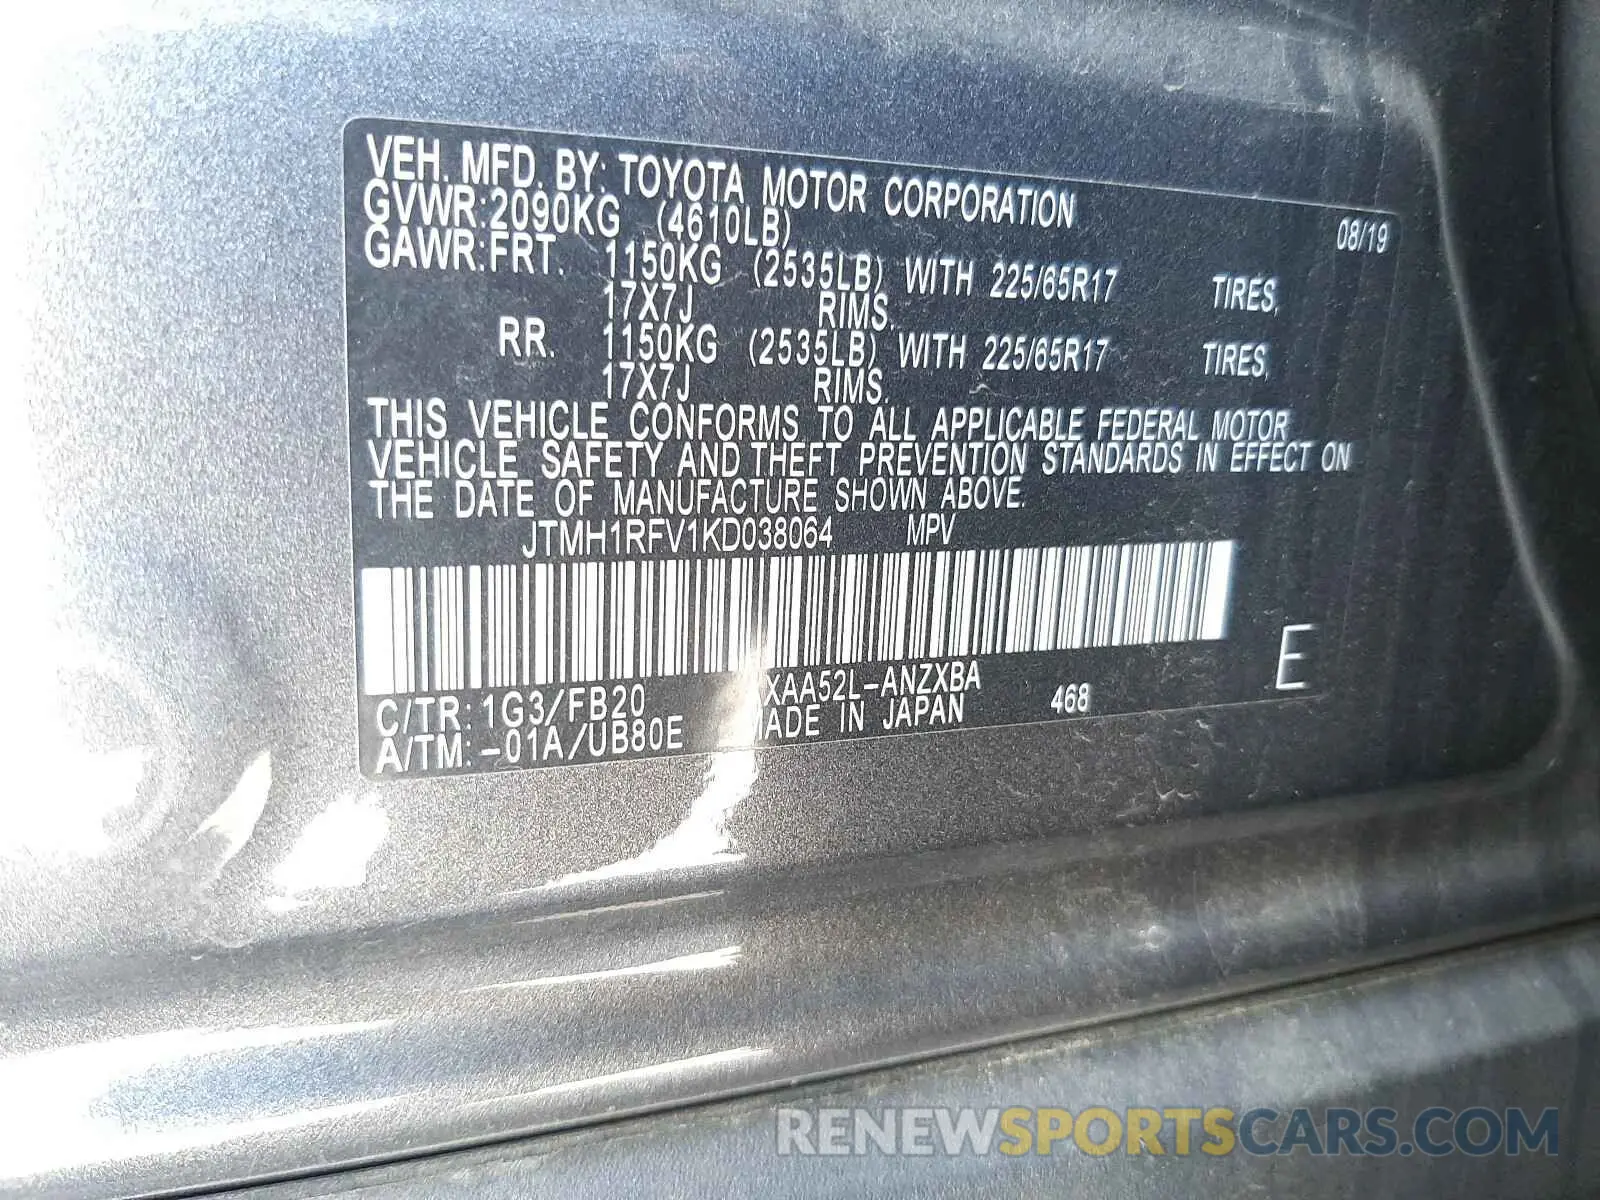 VEH. MFD. BY: TOYOTA MOTOR CORPORATION
GVWR: 2090KG (4610LB) 08/19
GAWR: FRT. 1150KG (2535LB) WITH 225/65R17 TIRES,
17X7J RIMS.
RR. 1150KG (2535LB) WITH 225/65R17 TIRES,
17X7J RIMS.
THIS VEHICLE CONFORMS TO ALL APPLICABLE FEDERAL MOTOR
VEHICLE SAFETY AND THEFT PREVENTION STANDARDS IN EFFECT ON
THE DATE OF MANUFACTURE SHOWN ABOVE.
JTMH1RFV1KD038064 MPV
E
C/TR: 1G3/FB20 XAA52L-ANZXBA 468
A/TM: -01A/UB80E MADE IN JAPAN
RENEWSPORTSCARS.COM